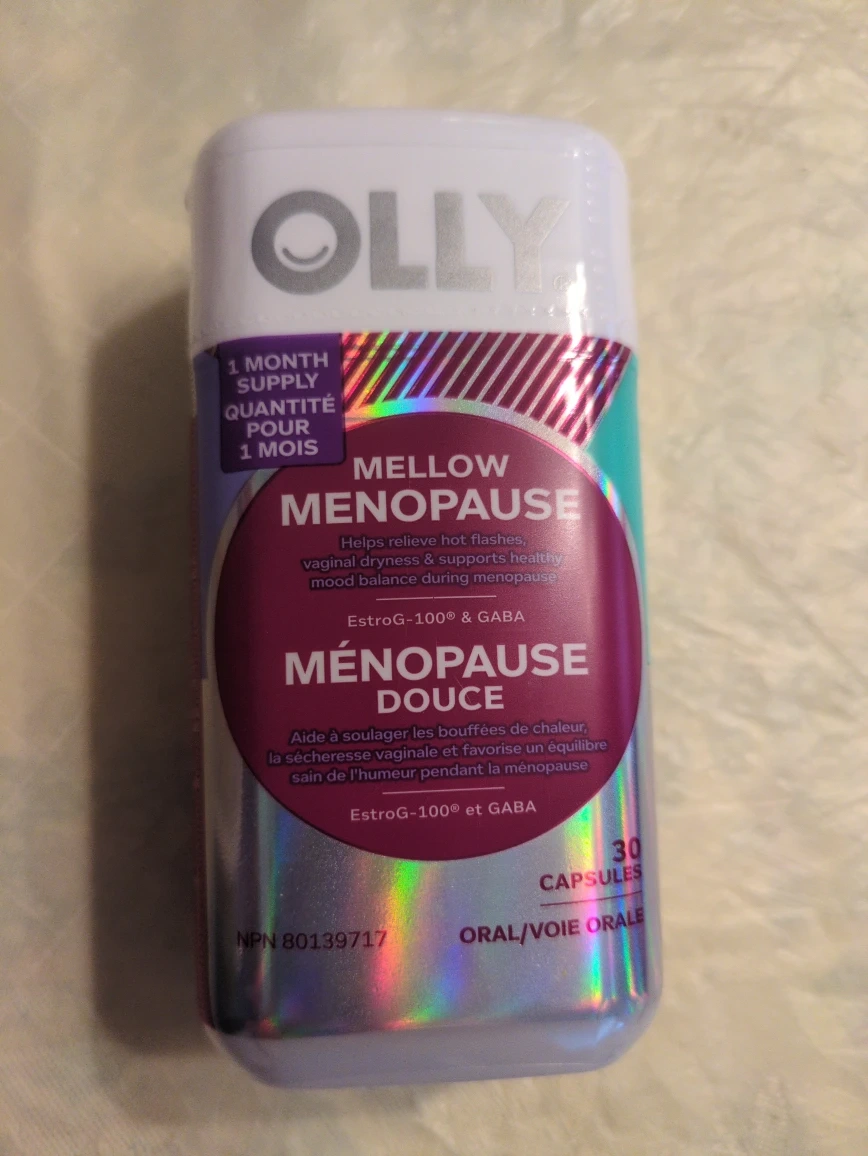 OLLY®
1 MONTH
SUPPLY
QUANTITÉ
POUR
1 MOIS
MELLOW
MENOPAUSE
Helps relieve hot flashes,
vaginal dryness & supports healthy
mood balance during menopause
EstroG-100® & GABA
MÉNOPAUSE
DOUCE
Aide à soulager les bouffées de chaleur,
la sécheresse vaginale et favorise un équilibre
sain de l'humeur pendant la ménopause
EstroG-100® et GABA
30
CAPSULES
NPN 80139717
ORAL/VOIE ORALE